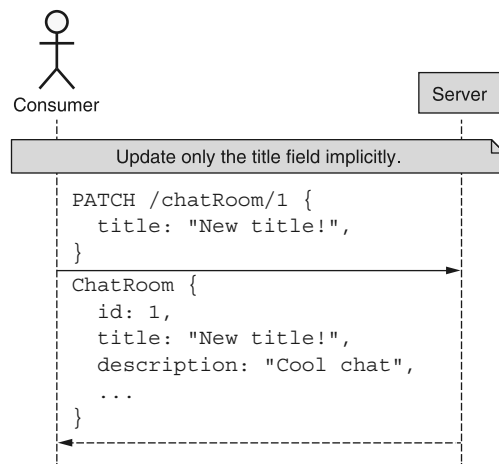 Consumer
Server
Update only the title field implicitly.
PATCH /chatRoom/1 {
  title: "New title!",
}
ChatRoom {
  id: 1,
  title: "New title!",
  description: "Cool chat",
  ...
}